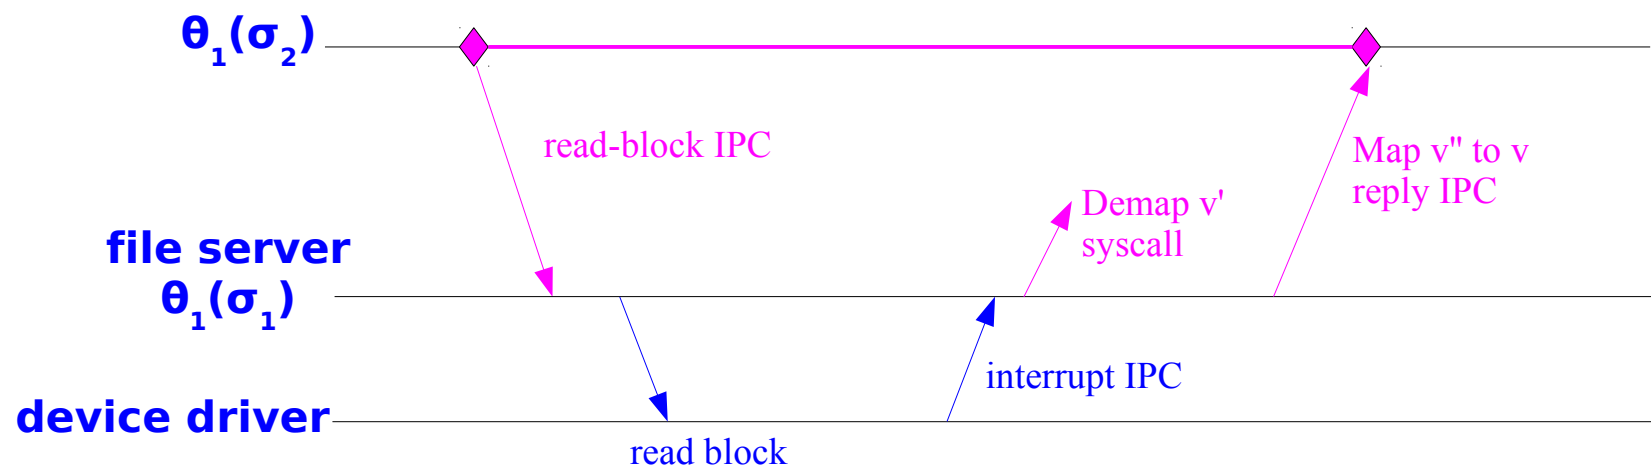 θ₁(σ₂)
read-block IPC
Map v" to v
reply IPC
Demap v'
syscall
file server
θ₁(σ₁)
interrupt IPC
device driver
read block